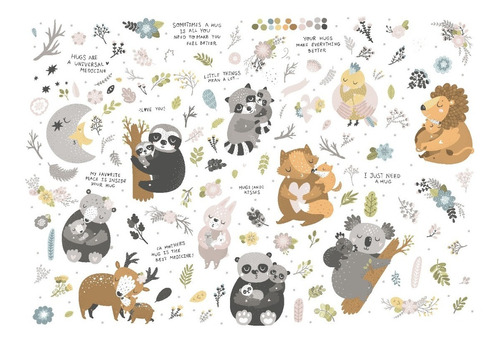 SOMETIMES A HUG
IS ALL YOU
NEED TO MAKE YOU
FEEL BETTER
YOUR HUGS
MAKE EVERYTHING
BETTER
HUGS ARE
A UNIVERSAL
MEDICINE
LITTLE THINGS
MEAN A LOT...
LOVE YOU!
MY FAVORITE
PLACE IS INSIDE
YOUR HUG
I JUST NEED
A HUG
HUGS
KISSES
A MOTHERS
HUG IS THE
BEST MEDICINE!